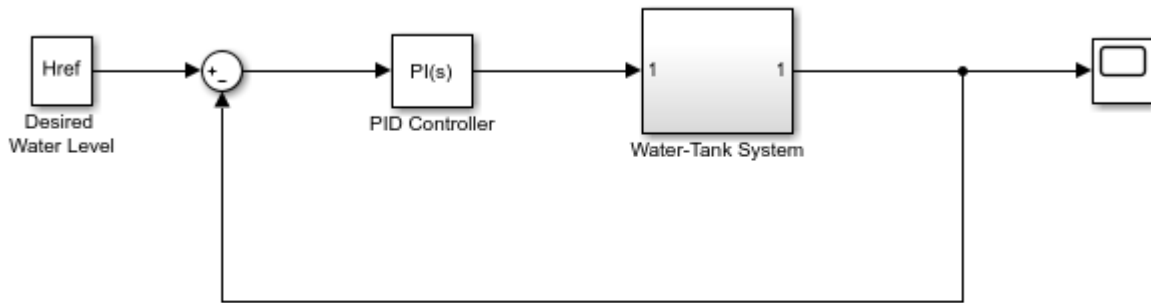 Href
Desired
Water Level
+
−
PI(s)
PID Controller
1
1
Water-Tank System